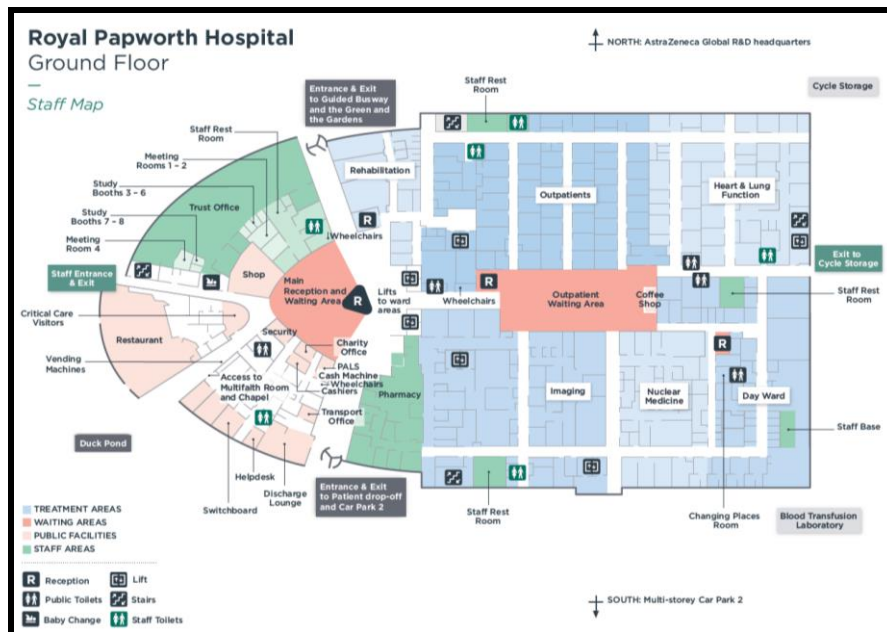 Royal Papworth Hospital
Ground Floor
Staff Map
NORTH: AstraZeneca Global R&D headquarters
Cycle Storage
Entrance & Exit
to Guided Busway
and the Green and
the Gardens
Staff Rest
Room
Staff Rest
Room
Meeting
Rooms 1 – 2
Study
Booths 3 – 6
Study
Booths 7 – 8
Meeting
Room 4
Trust Office
Rehabilitation
R
Wheelchairs
Outpatients
Heart & Lung
Function
Staff Entrance
& Exit
Shop
Main
Reception and
Waiting Area
R
Lifts
to ward
areas
Wheelchairs
R
Outpatient
Waiting Area
Coffee
Shop
Exit to
Cycle Storage
Staff Rest
Room
Critical Care
Visitors
Restaurant
Security
Charity
Office
PALS
Cash Machine
Wheelchairs
Cashiers
Vending
Machines
Access to
Multifaith Room
and Chapel
Transport
Office
Pharmacy
Imaging
Nuclear
Medicine
R
Day Ward
Staff Base
Duck Pond
Helpdesk
Switchboard
Discharge
Lounge
Entrance & Exit
to Patient drop-off
and Car Park 2
Staff Rest
Room
Changing Places
Room
Blood Transfusion
Laboratory
TREATMENT AREAS
WAITING AREAS
PUBLIC FACILITIES
STAFF AREAS
R Reception
Lift
Public Toilets
Stairs
Baby Change
Staff Toilets
SOUTH: Multi-storey Car Park 2